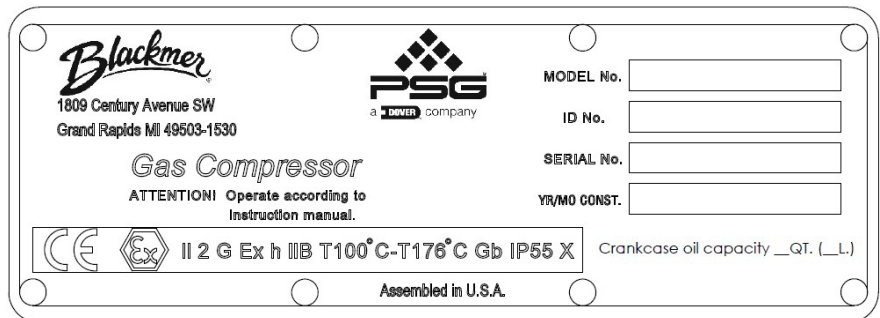 Blackmer
1809 Century Avenue SW
Grand Rapids MI 49503-1530
PSG
a DOVER company
Gas Compressor
ATTENTION! Operate according to
Instruction manual.
MODEL No.
ID No.
SERIAL No.
YR/MO CONST.
CE Ex II 2 G Ex h IIB T100°C-T176°C Gb IP55 X
Crankcase oil capacity __QT. (__L.)
Assembled in U.S.A.